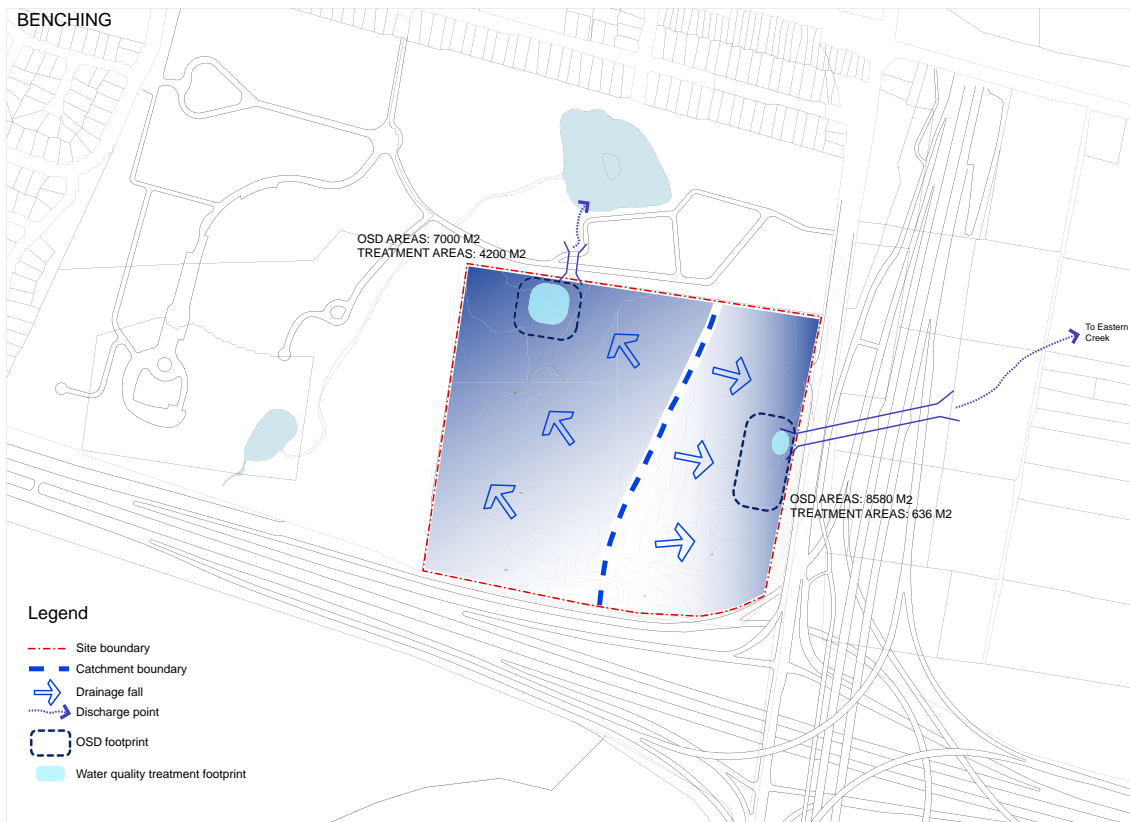 BENCHING
OSD AREAS: 7000 M2
TREATMENT AREAS: 4200 M2
To Eastern
Creek
OSD AREAS: 8580 M2
TREATMENT AREAS: 636 M2
Legend
Site boundary
Catchment boundary
Drainage fall
Discharge point
OSD footprint
Water quality treatment footprint